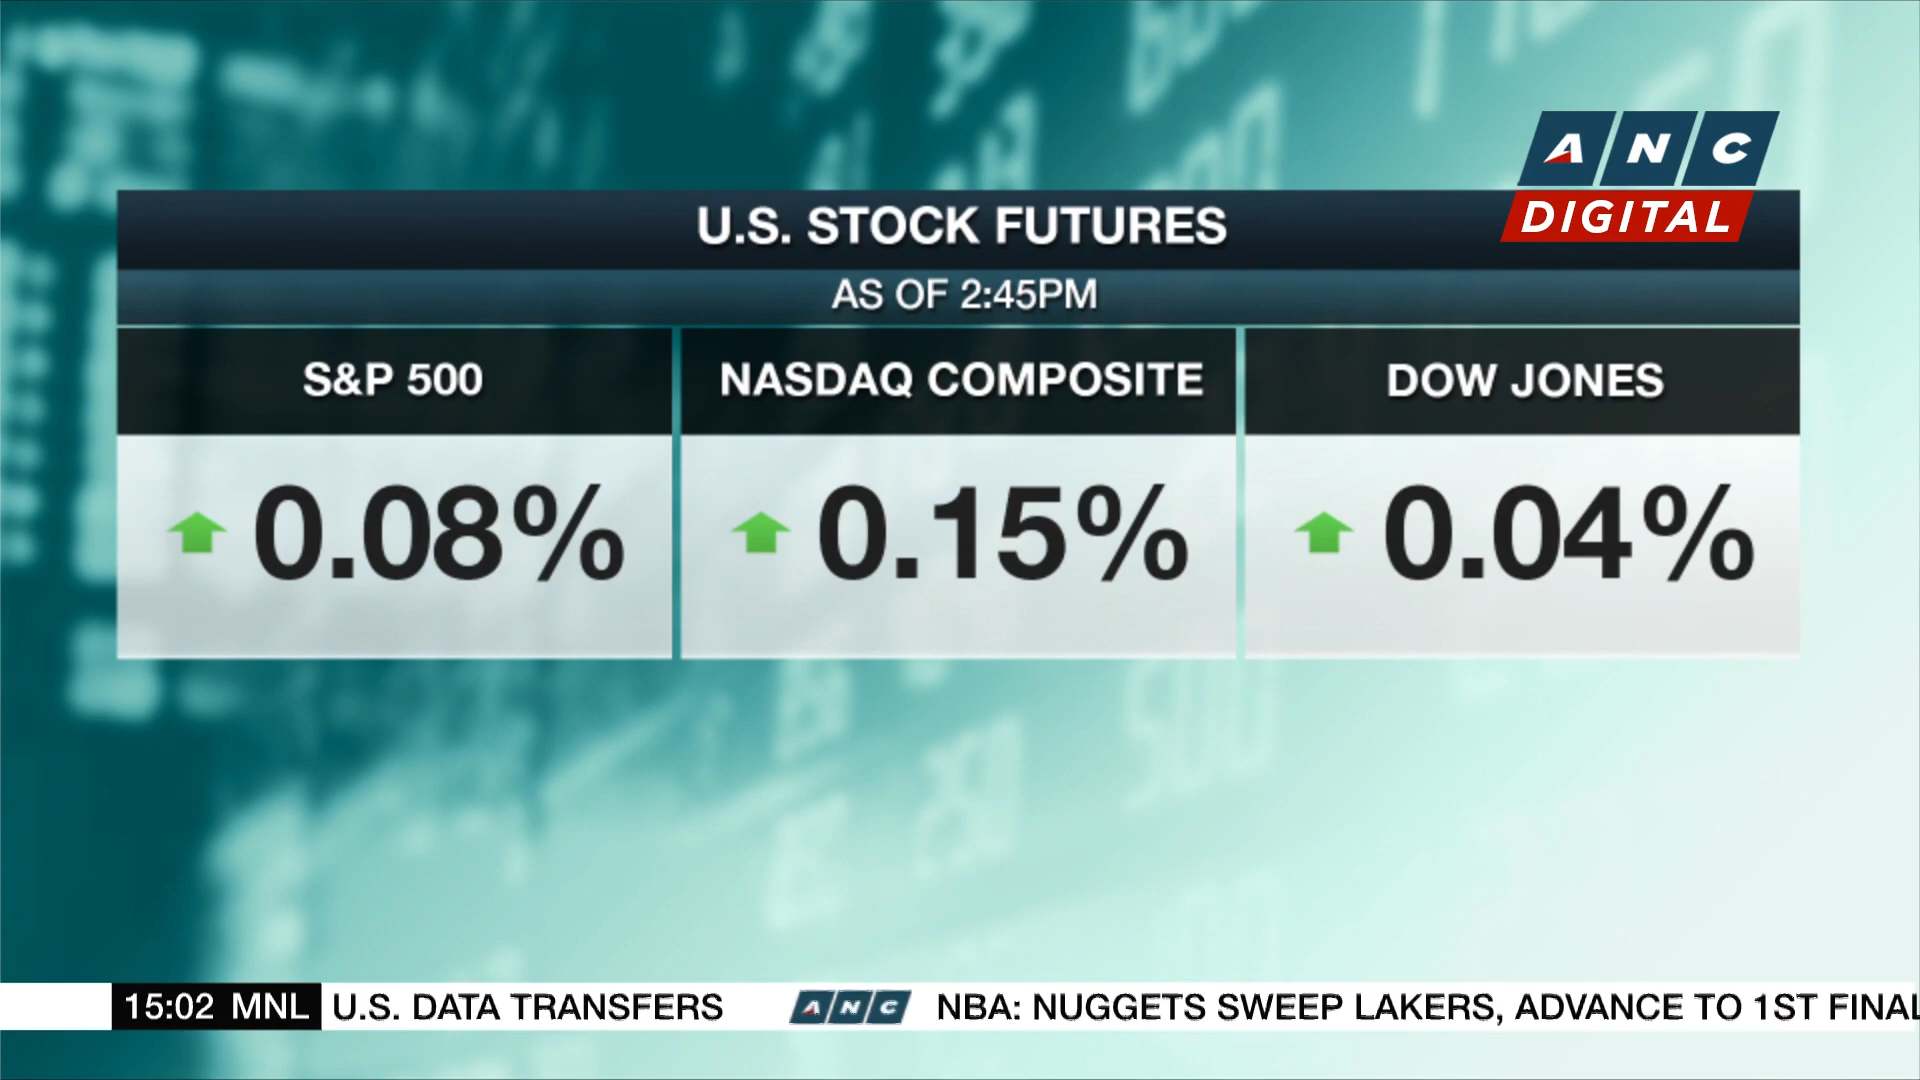 ANC
DIGITAL
U.S. STOCK FUTURES
AS OF 2:45PM
S&P 500
NASDAQ COMPOSITE
DOW JONES
0.08%
0.15%
0.04%
15:02 MNL U.S. DATA TRANSFERS ANC NBA: NUGGETS SWEEP LAKERS, ADVANCE TO 1ST FINAL